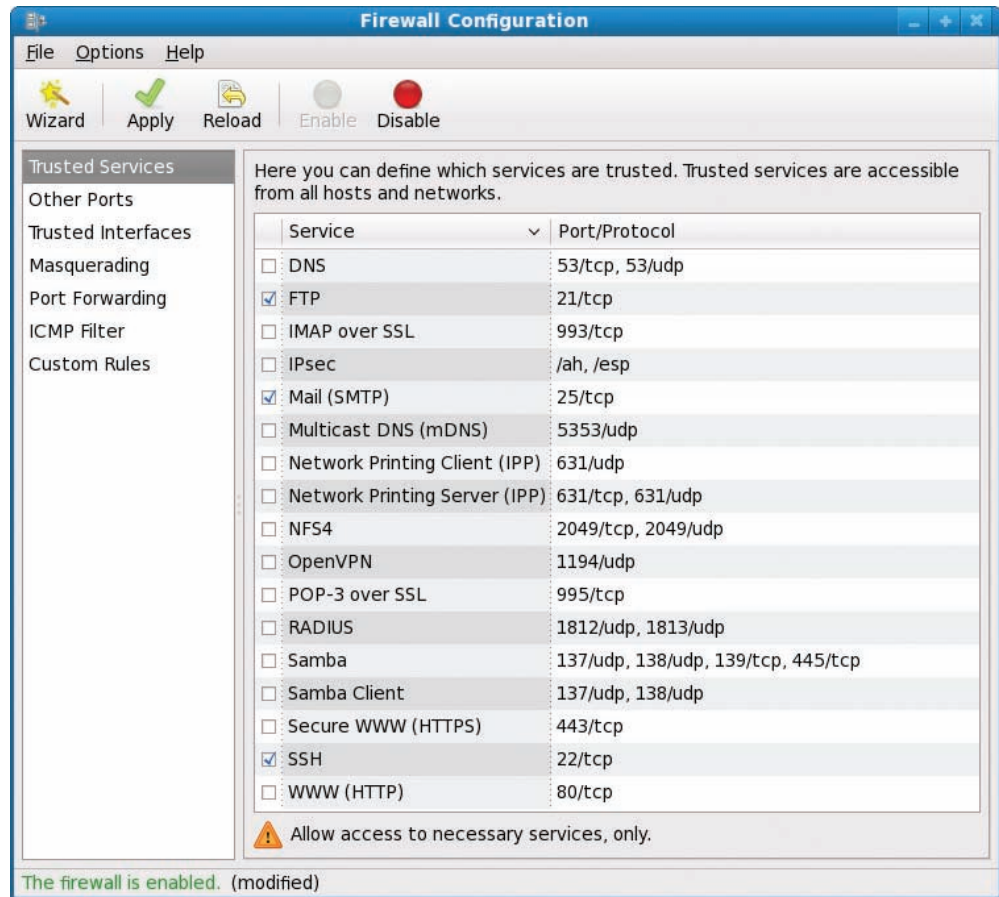 Firewall Configuration
File Options Help
Wizard Apply Reload Enable Disable
Trusted Services
Other Ports
Trusted Interfaces
Masquerading
Port Forwarding
ICMP Filter
Custom Rules
Here you can define which services are trusted. Trusted services are accessible
from all hosts and networks.
Service Port/Protocol
DNS 53/tcp, 53/udp
FTP 21/tcp
IMAP over SSL 993/tcp
IPsec /ah, /esp
Mail (SMTP) 25/tcp
Multicast DNS (mDNS) 5353/udp
Network Printing Client (IPP) 631/udp
Network Printing Server (IPP) 631/tcp, 631/udp
NFS4 2049/tcp, 2049/udp
OpenVPN 1194/udp
POP-3 over SSL 995/tcp
RADIUS 1812/udp, 1813/udp
Samba 137/udp, 138/udp, 139/tcp, 445/tcp
Samba Client 137/udp, 138/udp
Secure WWW (HTTPS) 443/tcp
SSH 22/tcp
WWW (HTTP) 80/tcp
Allow access to necessary services, only.
The firewall is enabled. (modified)